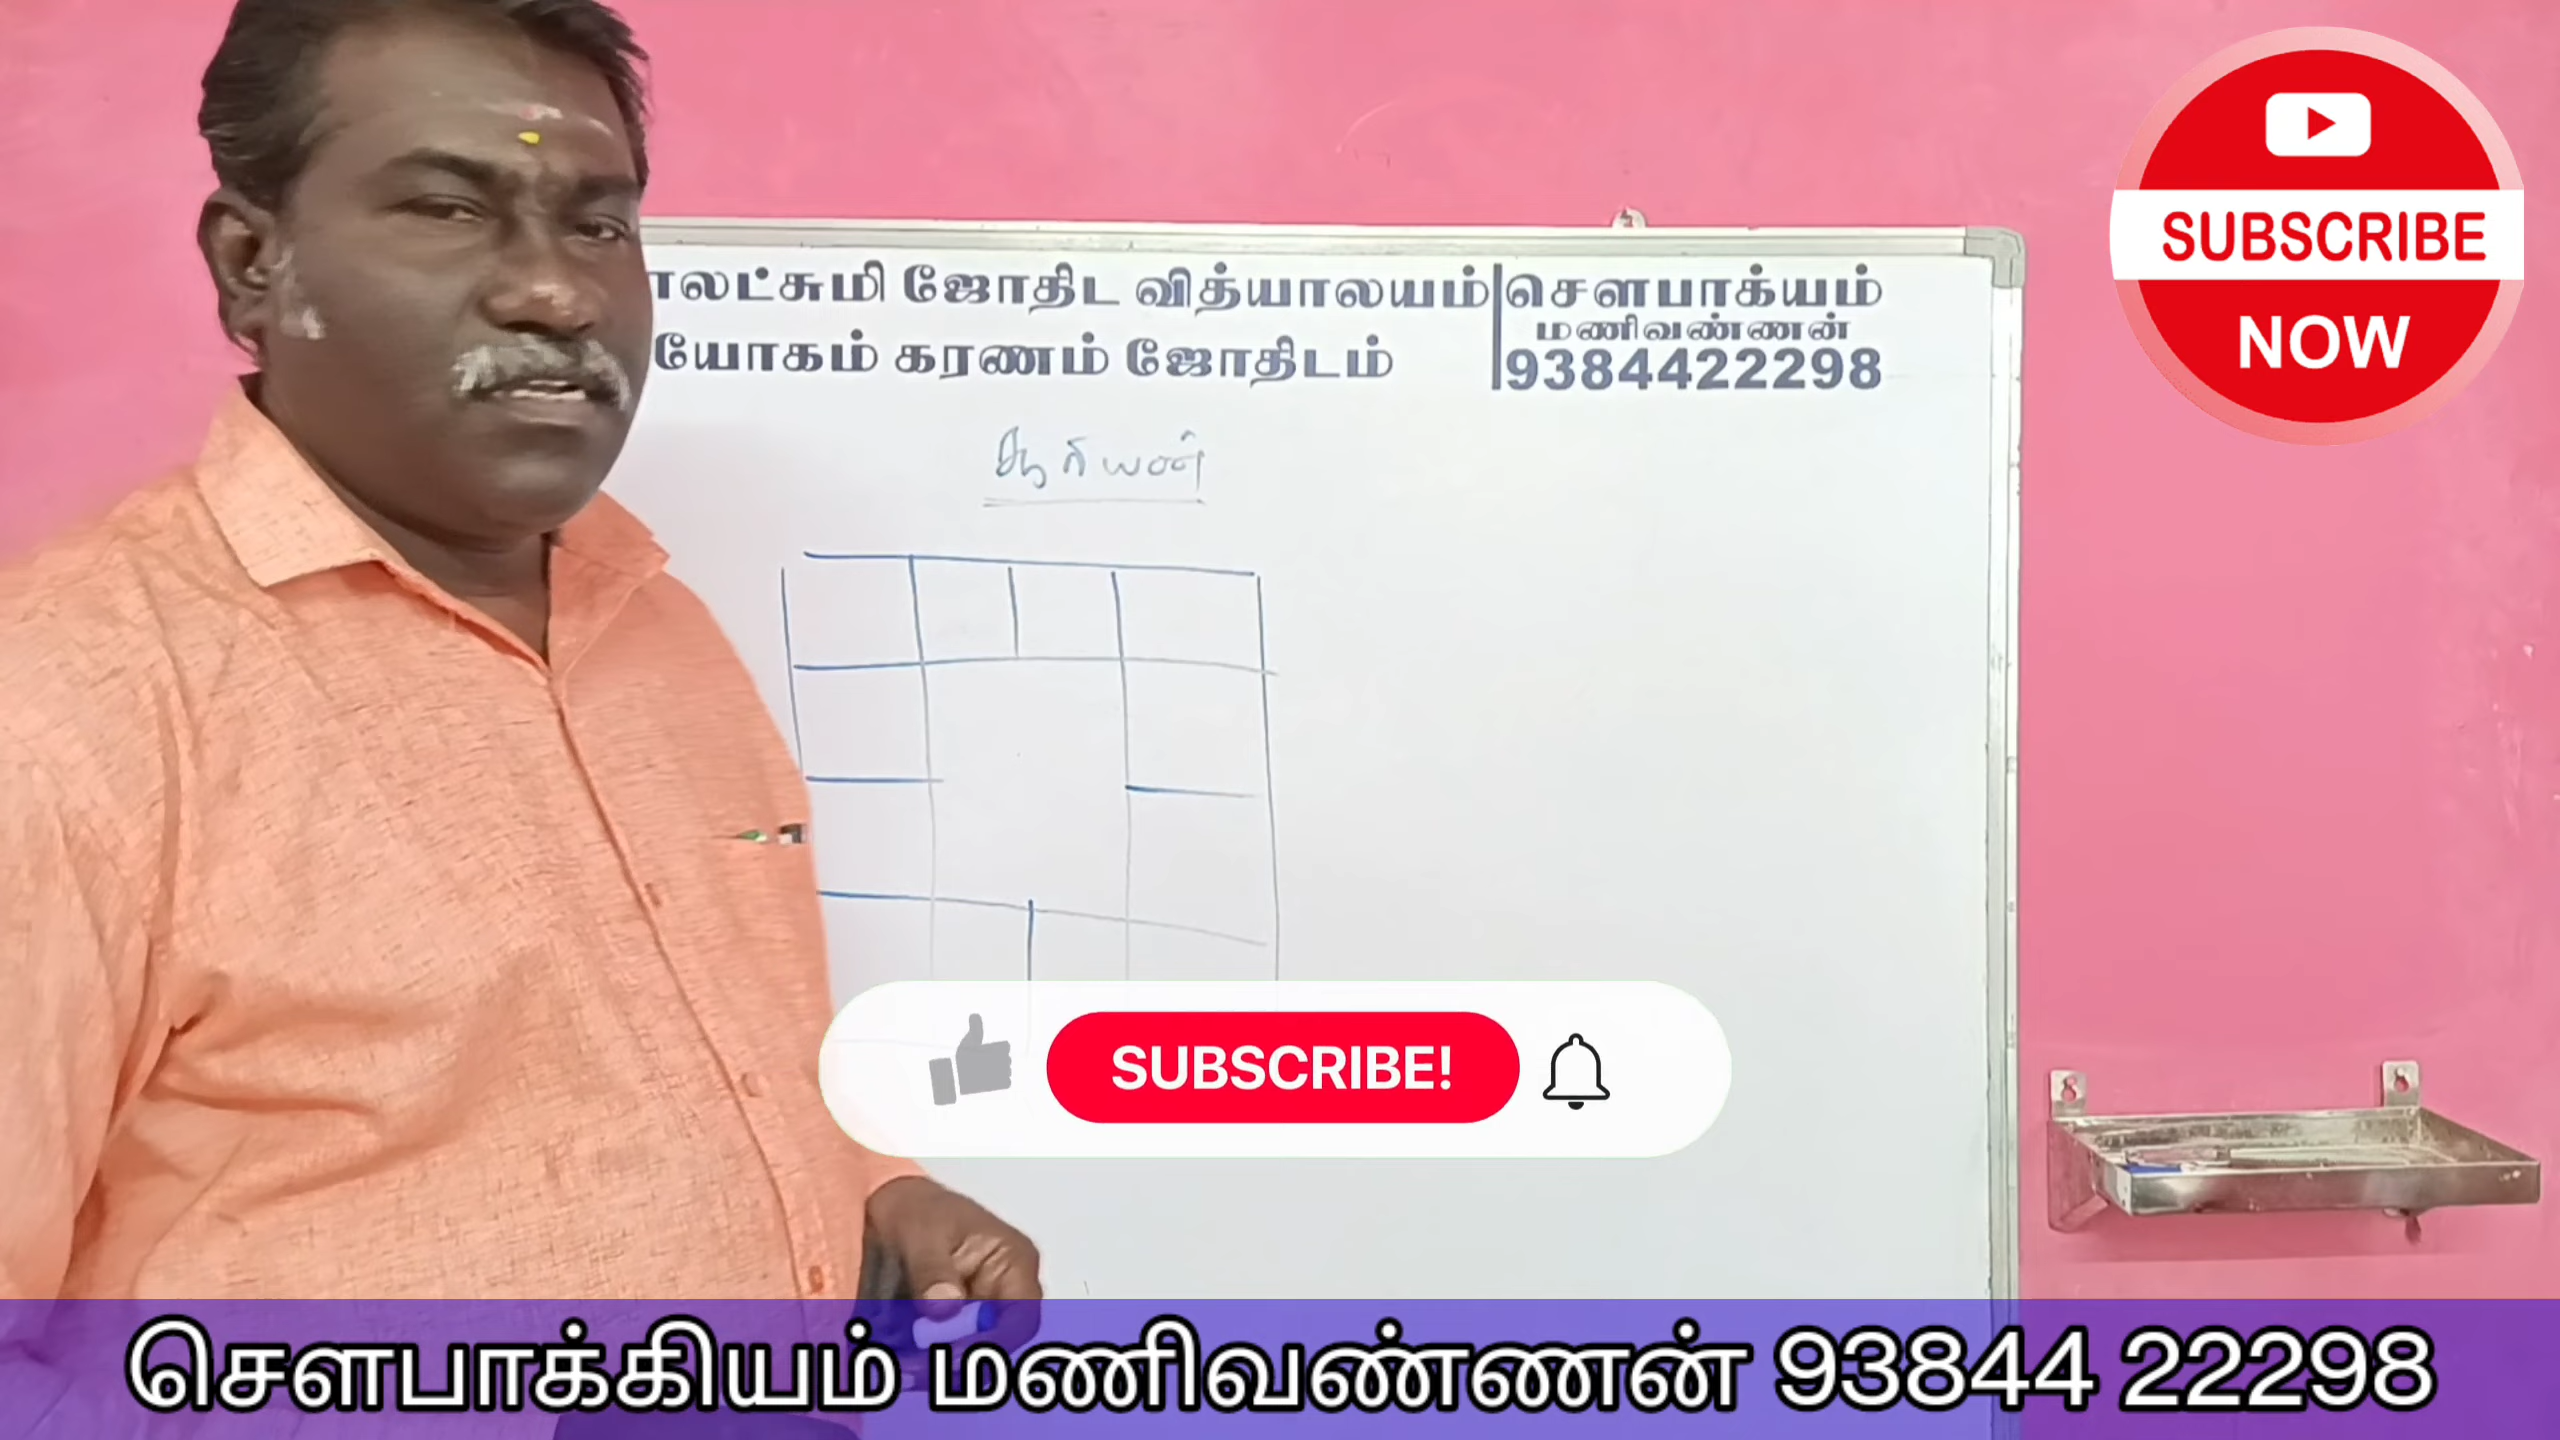 ாலட்சுமி ஜோதிட வித்யாலயம்
யோகம் கரணம் ஜோதிடம்
சௌபாக்யம்
மணிவண்ணன்
9384422298
சூரியன்
SUBSCRIBE
NOW
SUBSCRIBE!
சௌபாக்கியம் மணிவண்ணன் 93844 22298